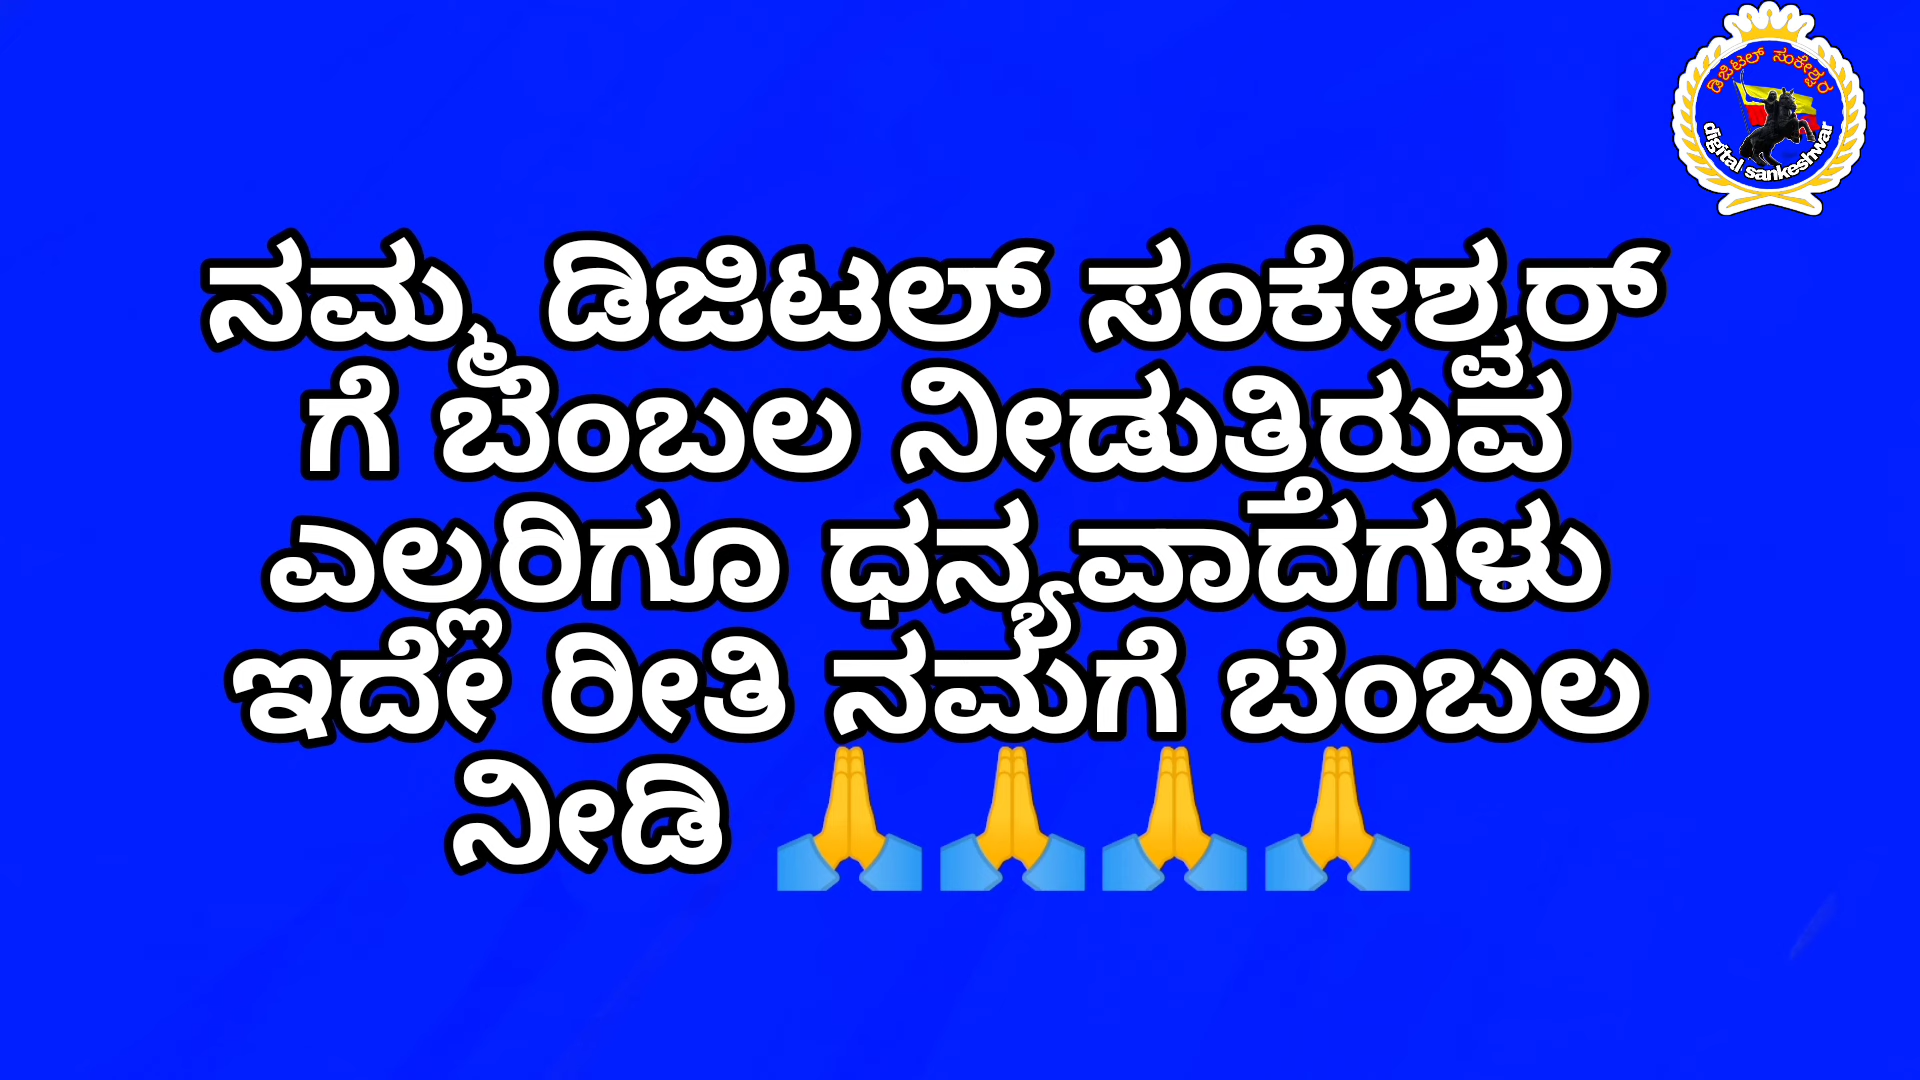 ಡಿಜಿಟಲ್ ಸಂಕೇಶ್ವರ
digital sankeshwar
ನಮ್ಮ ಡಿಜಿಟಲ್ ಸಂಕೇಶ್ವರ್
ಗೆ ಬೆಂಬಲ ನೀಡುತ್ತಿರುವ
ಎಲ್ಲರಿಗೂ ಧನ್ಯವಾದಗಳು
ಇದೇ ರೀತಿ ನಮಗೆ ಬೆಂಬಲ
ನೀಡಿ 🙏🙏🙏🙏